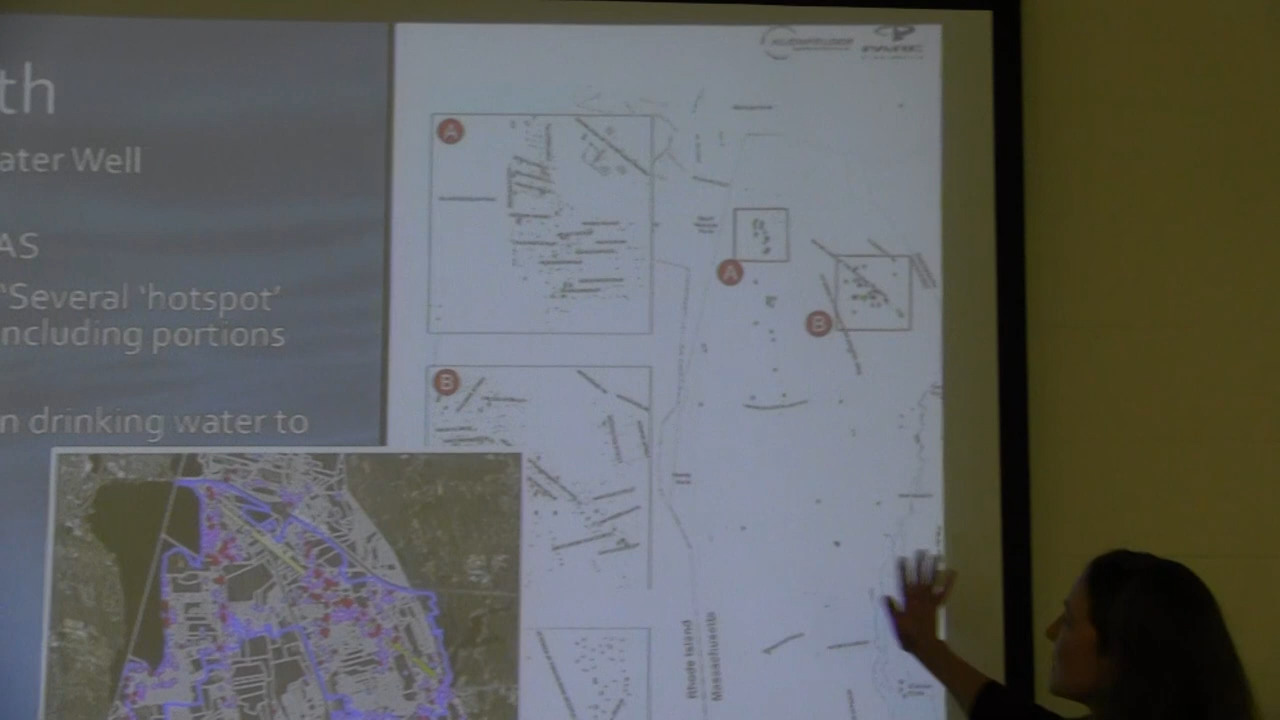 th
ater Well
AS
‘Several ‘hotspot’
ncluding portions
n drinking water to
A
A
B
B
Rhode Island
Massachusetts